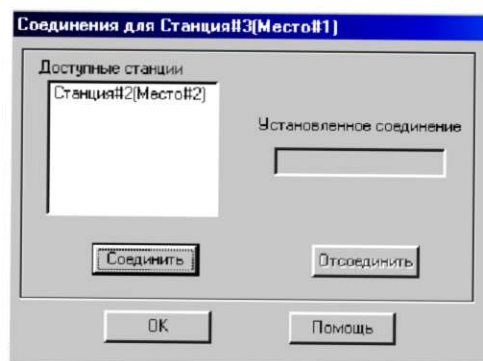 Соединения для Станция#3(Место#1)
Доступные станции
Станция#2(Место#2)
Установленное соединение
Соединить
Отсоединить
OK
Помощь